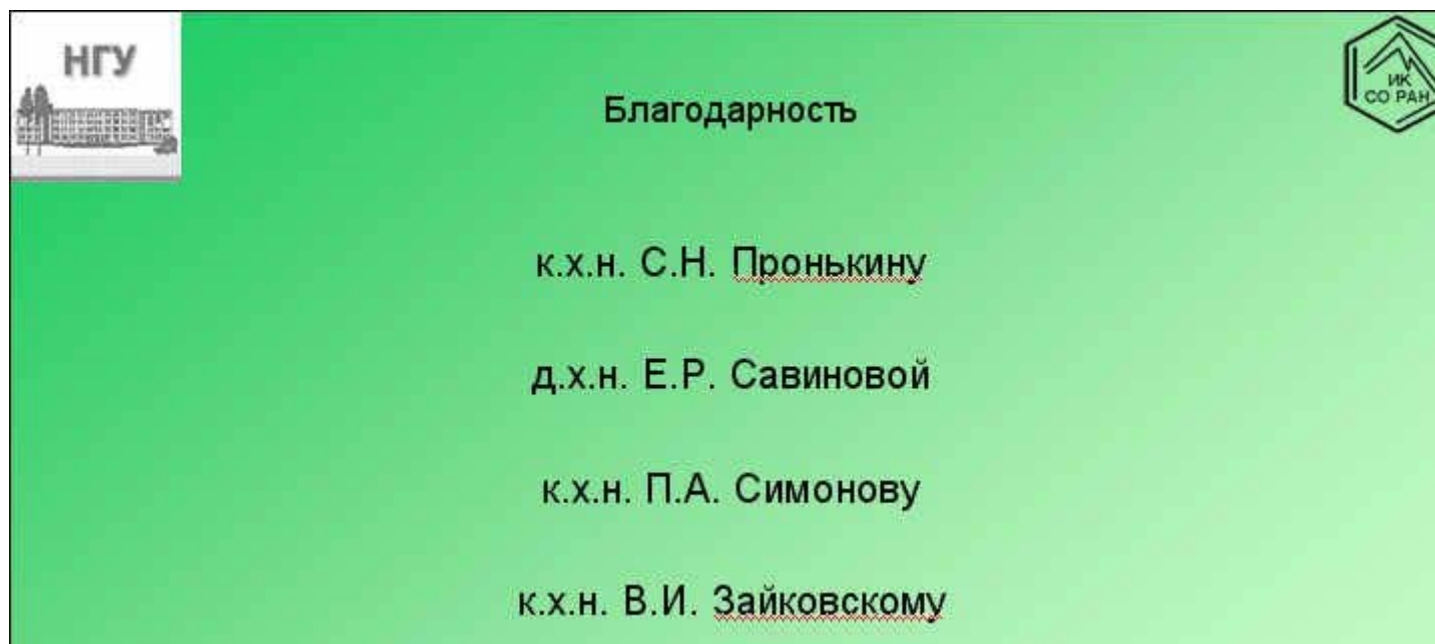 НГУ
ИК
СО РАН
Благодарность
к.х.н. С.Н. Пронькину
д.х.н. Е.Р. Савиновой
к.х.н. П.А. Симонову
к.х.н. В.И. Зайковскому